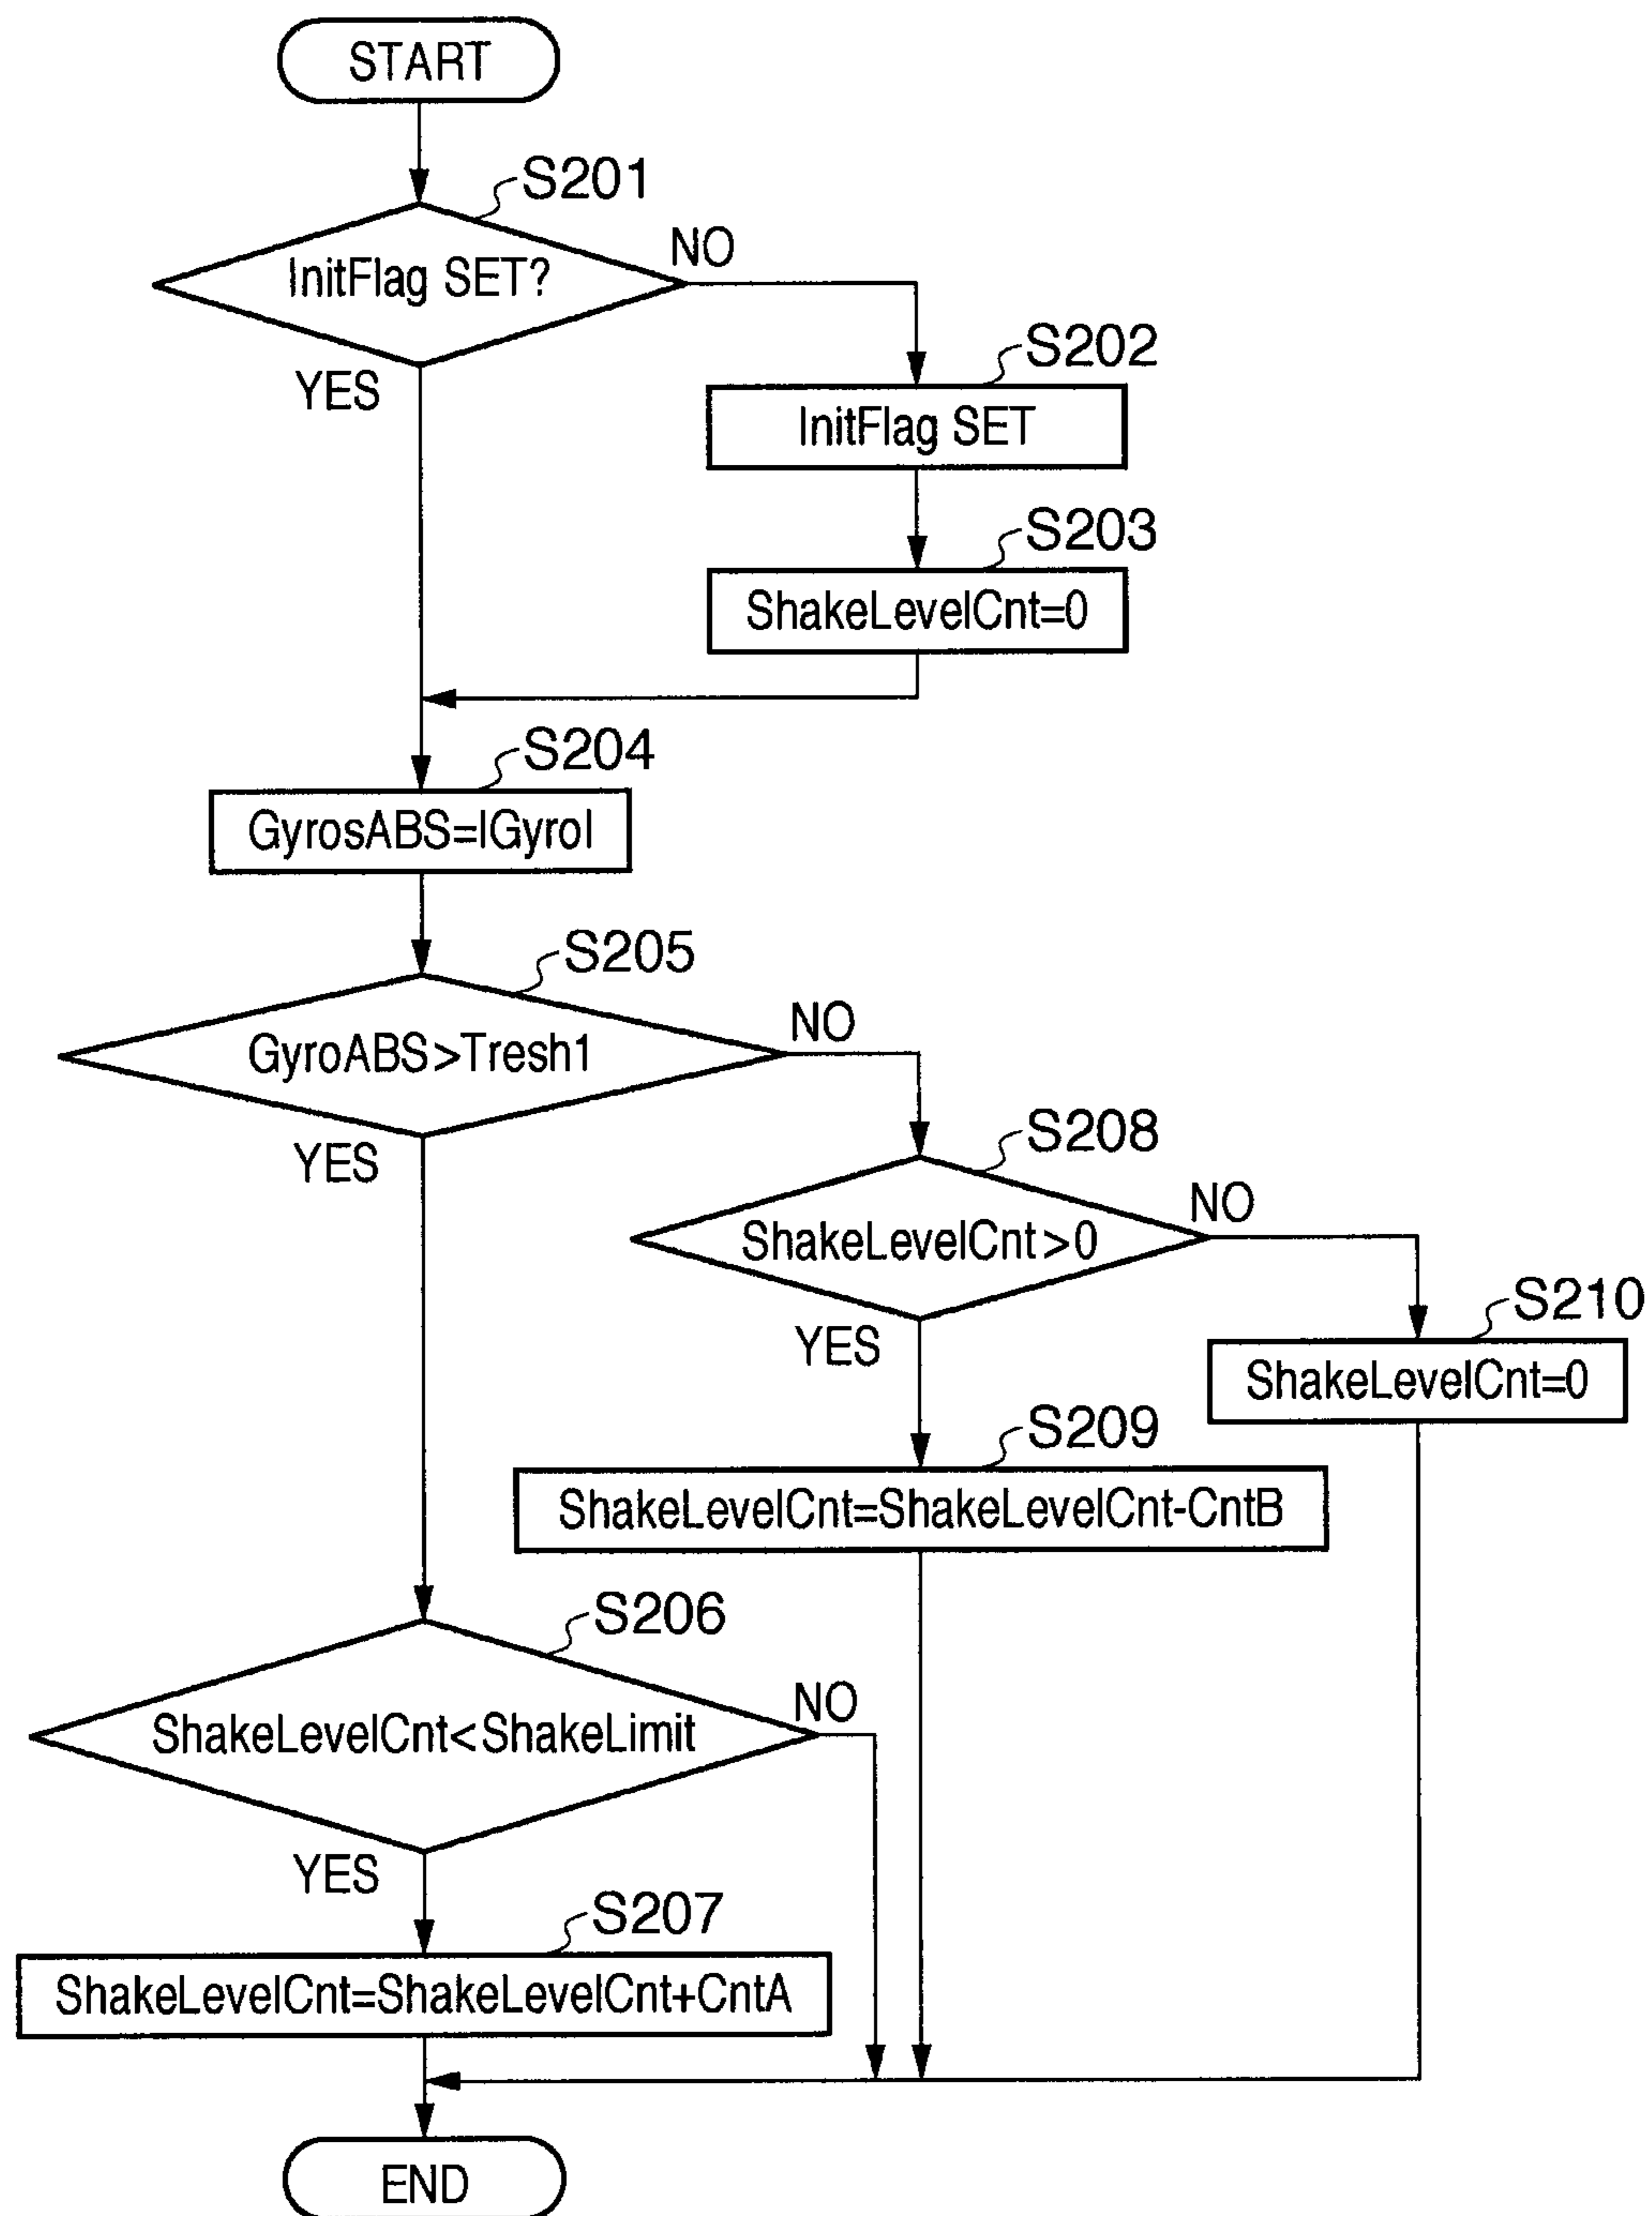 START
S201
InitFlag SET?
NO
YES
S202
InitFlag SET
S203
ShakeLevelCnt=0
S204
GyrosABS=|Gyro|
S205
GyroABS>Tresh1
NO
YES
S208
ShakeLevelCnt>0
NO
YES
S210
ShakeLevelCnt=0
S209
ShakeLevelCnt=ShakeLevelCnt-CntB
S206
ShakeLevelCnt<ShakeLimit
NO
YES
S207
ShakeLevelCnt=ShakeLevelCnt+CntA
END